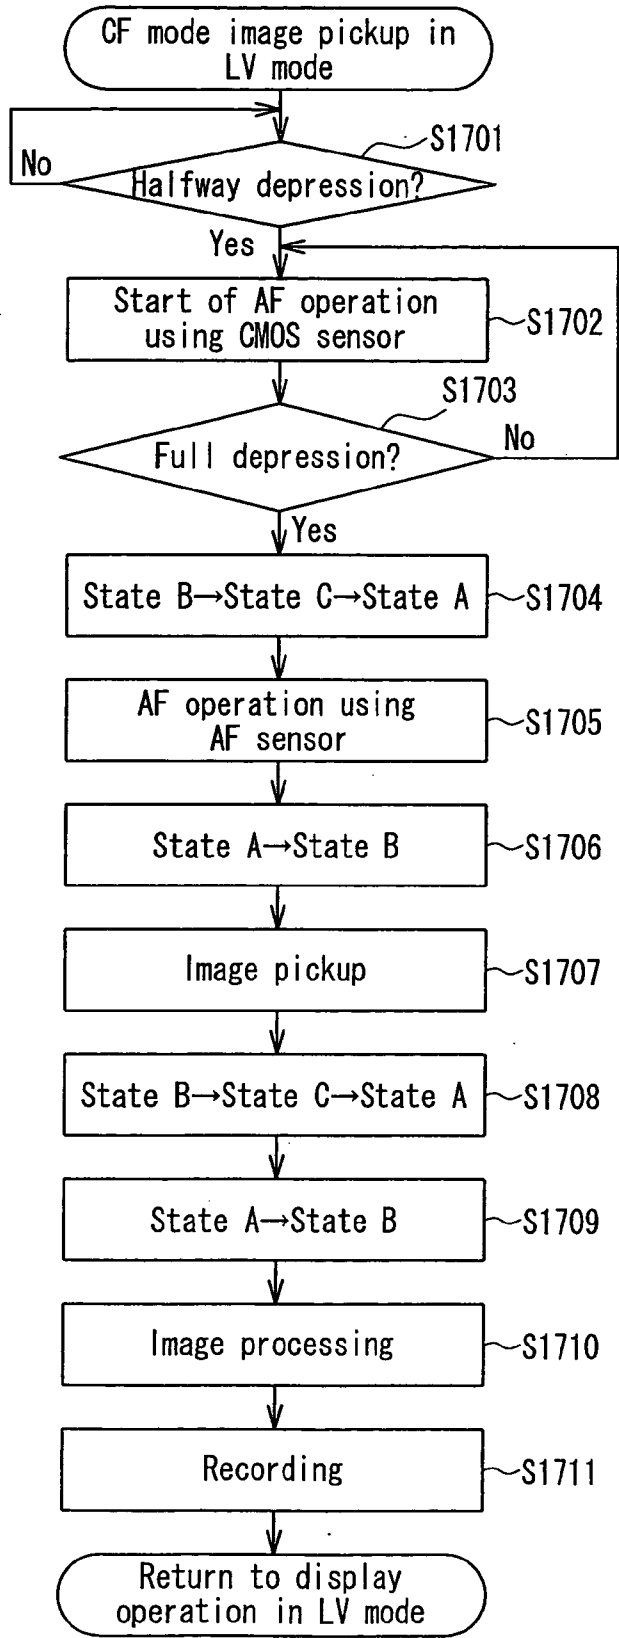 CF mode image pickup in
LV mode
S1701
No
Halfway depression?
Yes
Start of AF operation
using CMOS sensor
S1702
S1703
Full depression?
No
Yes
State B→State C→State A
S1704
AF operation using
AF sensor
S1705
State A→State B
S1706
Image pickup
S1707
State B→State C→State A
S1708
State A→State B
S1709
Image processing
S1710
Recording
S1711
Return to display
operation in LV mode